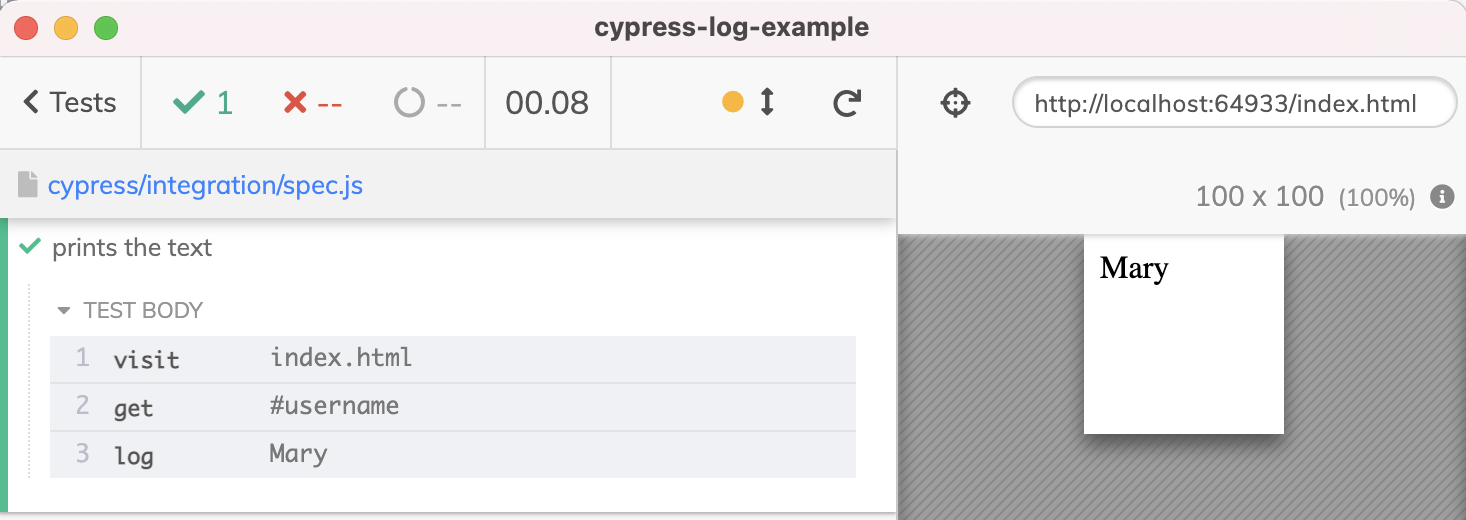 cypress-log-example
Tests 1 -- -- 00.08 http://localhost:64933/index.html
cypress/integration/spec.js
100 x 100 (100%)
prints the text
TEST BODY
1 visit index.html
2 get #username
3 log Mary
Mary